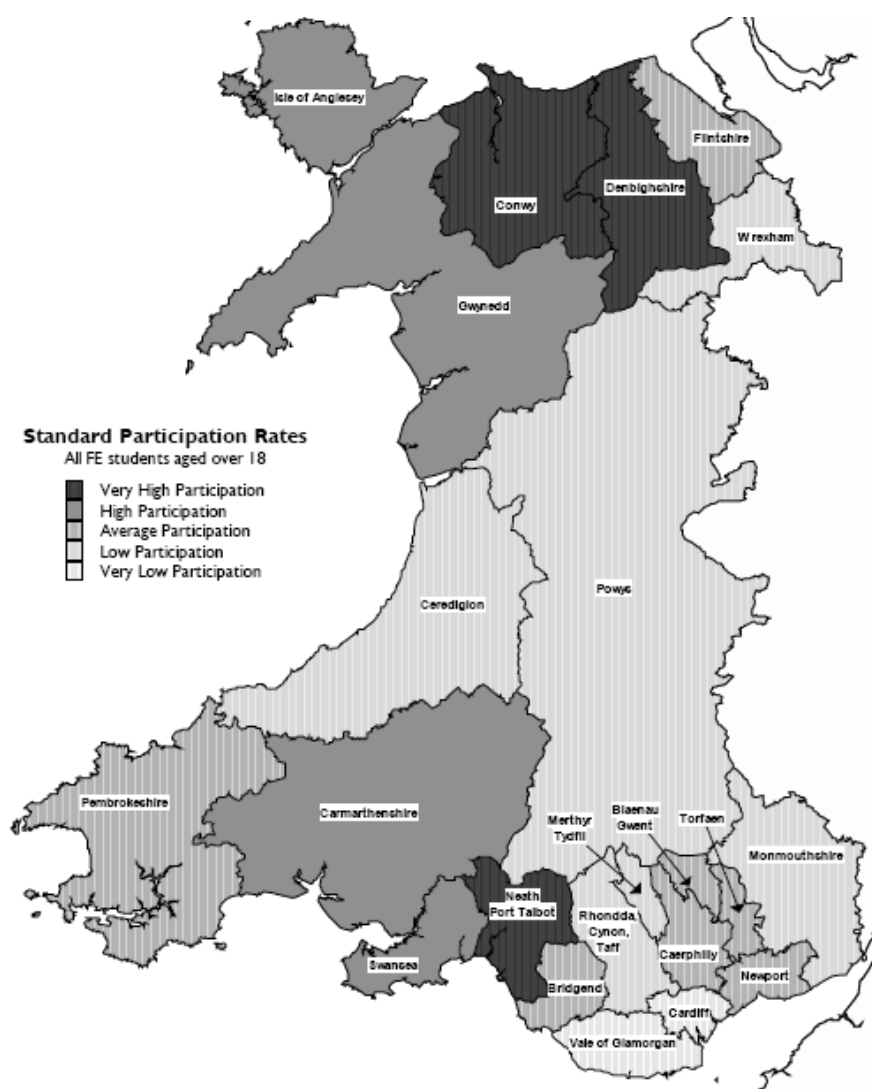 Isle of Anglesey
Flintshire
Denbighshire
Conwy
Wrexham
Gwynedd
Standard Participation Rates
All FE students aged over 18
Very High Participation
High Participation
Average Participation
Low Participation
Very Low Participation
Powys
Ceredigion
Pembrokeshire
Carmarthenshire
Merthyr
Tydfil
Blaenau
Gwent
Torfaen
Monmouthshire
Neath
Port Talbot
Rhondda,
Cynon,
Taff
Caerphilly
Swansea
Bridgend
Newport
Cardiff
Vale of Glamorgan